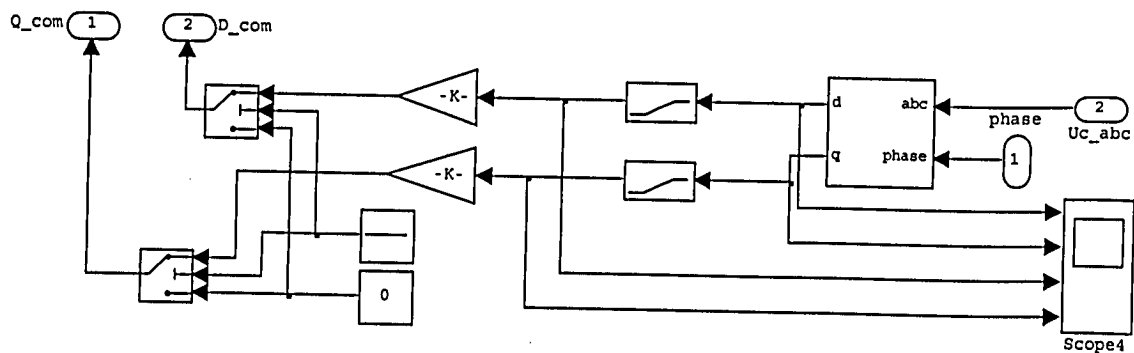 Q_com 1 2 D_com
-K- d abc 2
phase Uc_abc
-K- q phase 1
0
Scope4